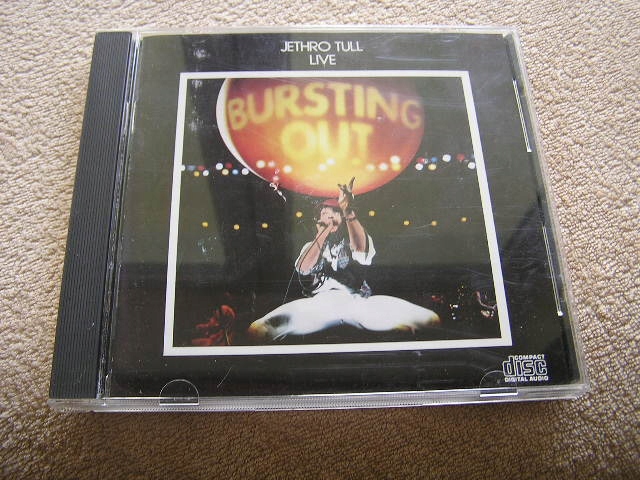 JETHRO TULL
LIVE
BURSTING
OUT
COMPACT
disc
DIGITAL AUDIO